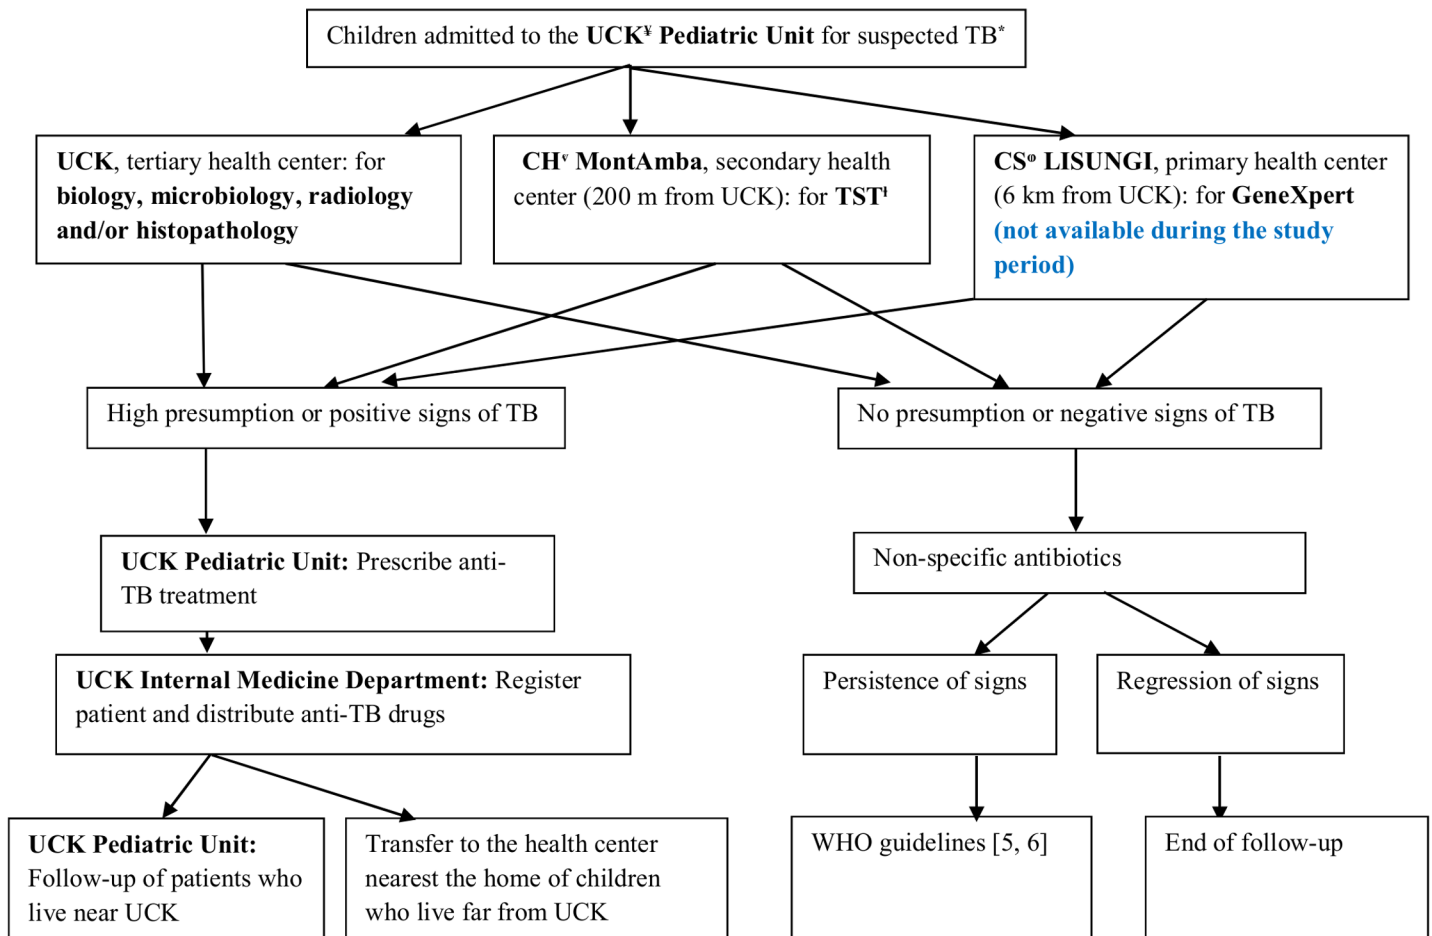 Children admitted to the UCK¥ Pediatric Unit for suspected TB*
UCK, tertiary health center: for
biology, microbiology, radiology
and/or histopathology
CHᵛ MontAmba, secondary health
center (200 m from UCK): for TSTƗ
CSᵠ LISUNGI, primary health center
(6 km from UCK): for GeneXpert
(not available during the study
period)
High presumption or positive signs of TB
No presumption or negative signs of TB
UCK Pediatric Unit: Prescribe anti-
TB treatment
Non-specific antibiotics
UCK Internal Medicine Department: Register
patient and distribute anti-TB drugs
Persistence of signs
Regression of signs
UCK Pediatric Unit:
Follow-up of patients who
live near UCK
Transfer to the health center
nearest the home of children
who live far from UCK
WHO guidelines [5, 6]
End of follow-up